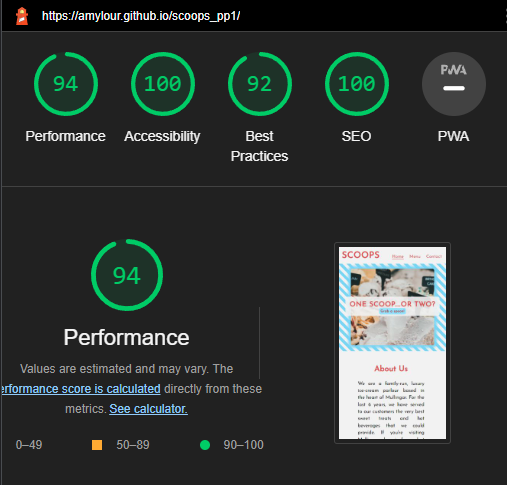 https://amylour.github.io/scoops_pp1/
94
100
92
100
PWA
Performance
Accessibility
Best
Practices
SEO
PWA
94
Performance
Values are estimated and may vary. The
erformance score is calculated directly from these
metrics. See calculator.
0–49
50–89
90–100
SCOOPS
Home Menu Contact
ONE SCOOP...OR TWO?
About Us
We are a family-run, luxury
ice-cream parlour based in
the heart of Mullingar. For the
last 6 years, we have served
to our customers the very best
sweet treats and hot
beverages that we could
provide. If you're visiting